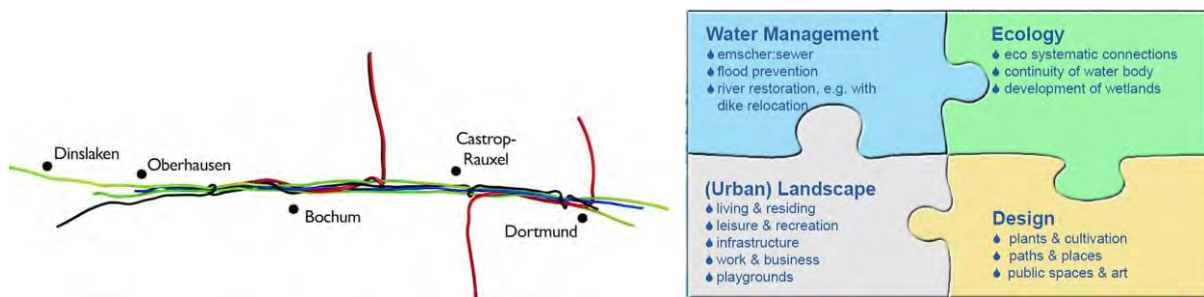 Dinslaken
Oberhausen
Castrop-
Rauxel
Bochum
Dortmund
Water Management
emscher:sewer
flood prevention
river restoration, e.g. with
dike relocation
Ecology
eco systematic connections
continuity of water body
development of wetlands
(Urban) Landscape
living & residing
leisure & recreation
infrastructure
work & business
playgrounds
Design
plants & cultivation
paths & places
public spaces & art